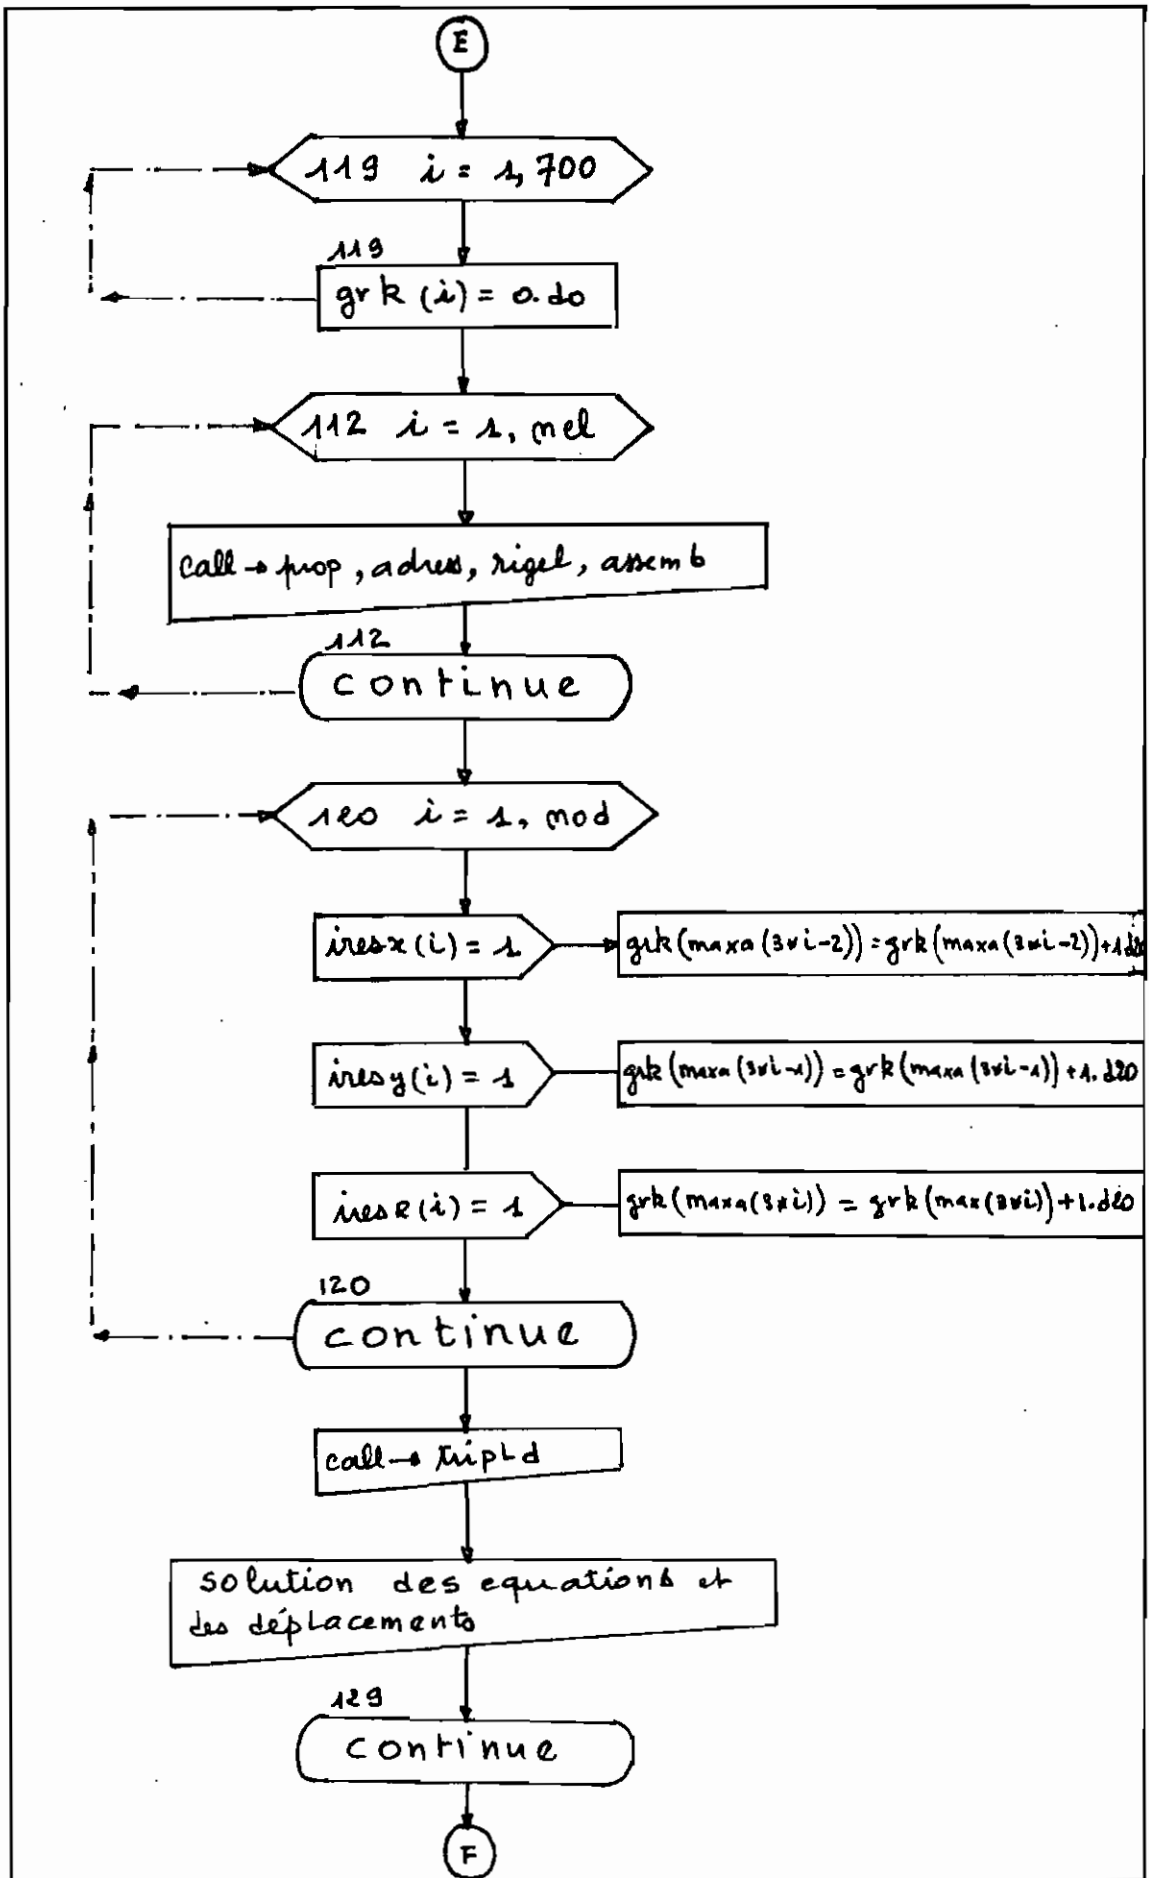 E
119 i = 1, 700
119
grk (i) = 0.d0
112 i = 1, nel
call → prop, adress, rigel, assemb
112
continue
120 i = 1, nod
iresx(i) = 1
grk(maxa(3*i-2)) = grk(maxa(3*i-2))+1.d20
iresy(i) = 1
grk(maxa(3*i-1)) = grk(maxa(3*i-1))+1.d20
iresr(i) = 1
grk(maxa(3*i)) = grk(max(3*i))+1.d20
120
continue
call → tripLd
solution des equations et
des déplacements
129
continue
F